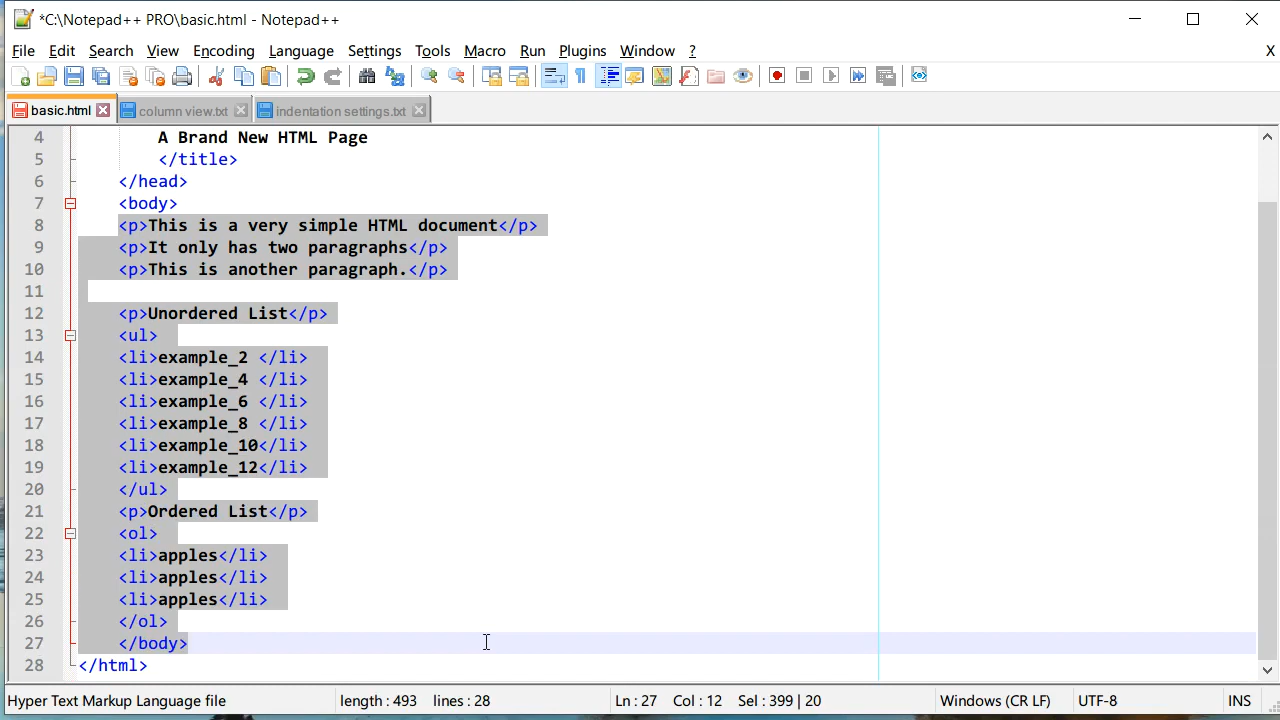 *C:\Notepad++ PRO\basic.html - Notepad++
File Edit Search View Encoding Language Settings Tools Macro Run Plugins Window ? X
basic.html column view.txt indentation settings.txt
4 A Brand New HTML Page
5 </title>
6 </head>
7 <body>
8 <p>This is a very simple HTML document</p>
9 <p>It only has two paragraphs</p>
10 <p>This is another paragraph.</p>
11
12 <p>Unordered List</p>
13 <ul>
14 <li>example_2 </li>
15 <li>example_4 </li>
16 <li>example_6 </li>
17 <li>example_8 </li>
18 <li>example_10</li>
19 <li>example_12</li>
20 </ul>
21 <p>Ordered List</p>
22 <ol>
23 <li>apples</li>
24 <li>apples</li>
25 <li>apples</li>
26 </ol>
27 </body>
28 </html>
Hyper Text Markup Language file length : 493 lines : 28 Ln : 27 Col : 12 Sel : 399 | 20 Windows (CR LF) UTF-8 INS